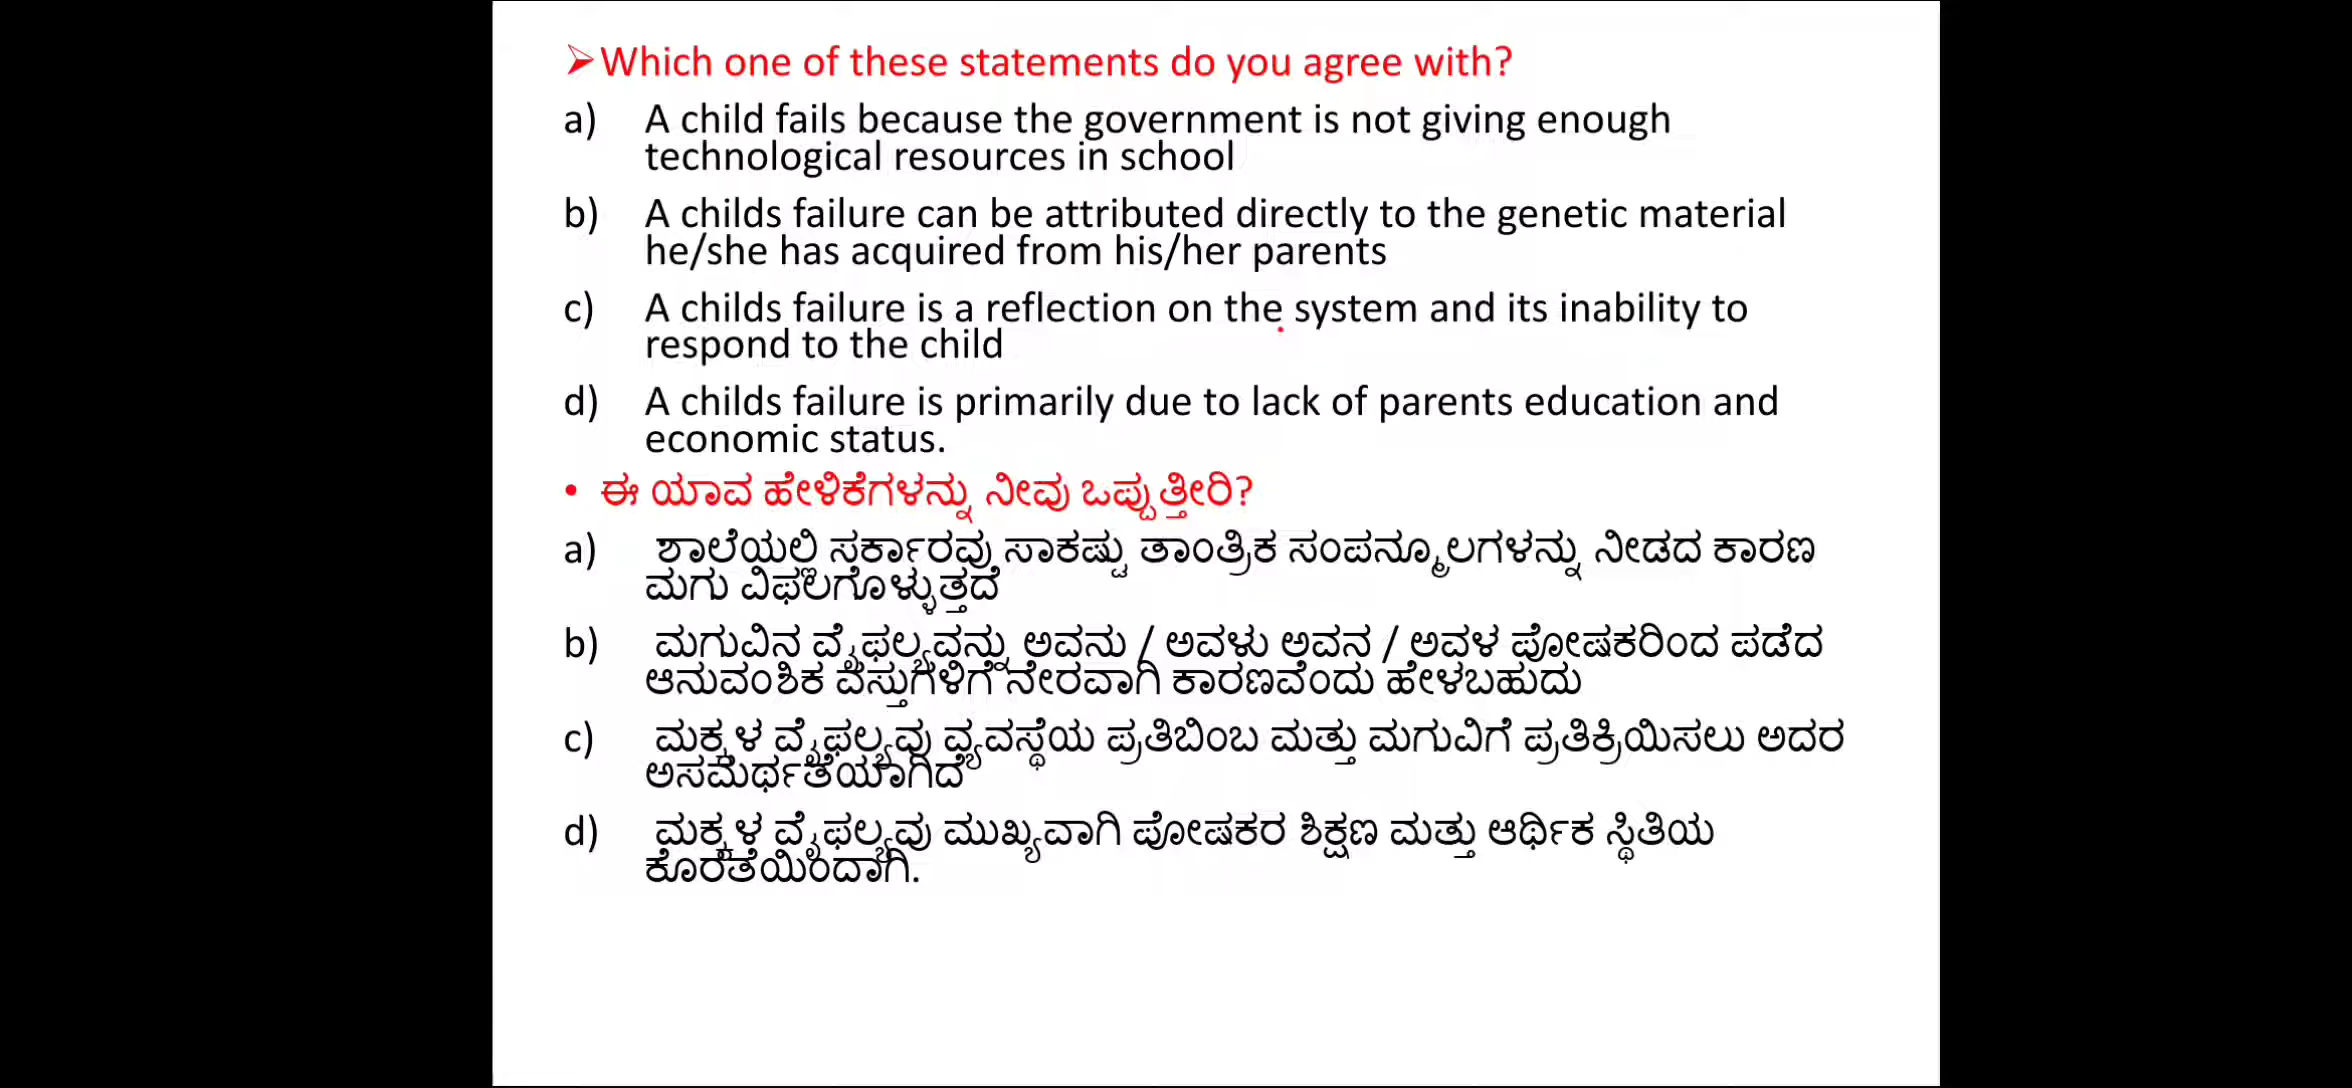 ➢Which one of these statements do you agree with?
a) A child fails because the government is not giving enough
technological resources in school
b) A childs failure can be attributed directly to the genetic material
he/she has acquired from his/her parents
c) A childs failure is a reflection on the system and its inability to
respond to the child
d) A childs failure is primarily due to lack of parents education and
economic status.
• ಈ ಯಾವ ಹೇಳಿಕೆಗಳನ್ನು ನೀವು ಒಪ್ಪುತ್ತೀರಿ?
a) ಶಾಲೆಯಲ್ಲಿ ಸರ್ಕಾರವು ಸಾಕಷ್ಟು ತಾಂತ್ರಿಕ ಸಂಪನ್ಮೂಲಗಳನ್ನು ನೀಡದ ಕಾರಣ
ಮಗು ವಿಫಲಗೊಳ್ಳುತ್ತದೆ
b) ಮಗುವಿನ ವೈಫಲ್ಯವನ್ನು ಅವನು / ಅವಳು ಅವನ / ಅವಳ ಪೋಷಕರಿಂದ ಪಡೆದ
ಆನುವಂಶಿಕ ವಸ್ತುಗಳಿಗೆ ನೇರವಾಗಿ ಕಾರಣವೆಂದು ಹೇಳಬಹುದು
c) ಮಕ್ಕಳ ವೈಫಲ್ಯವು ವ್ಯವಸ್ಥೆಯ ಪ್ರತಿಬಿಂಬ ಮತ್ತು ಮಗುವಿಗೆ ಪ್ರತಿಕ್ರಿಯಿಸಲು ಅದರ
ಅಸಮರ್ಥತೆಯಾಗಿದೆ
d) ಮಕ್ಕಳ ವೈಫಲ್ಯವು ಮುಖ್ಯವಾಗಿ ಪೋಷಕರ ಶಿಕ್ಷಣ ಮತ್ತು ಆರ್ಥಿಕ ಸ್ಥಿತಿಯ
ಕೊರತೆಯಿಂದಾಗಿ.